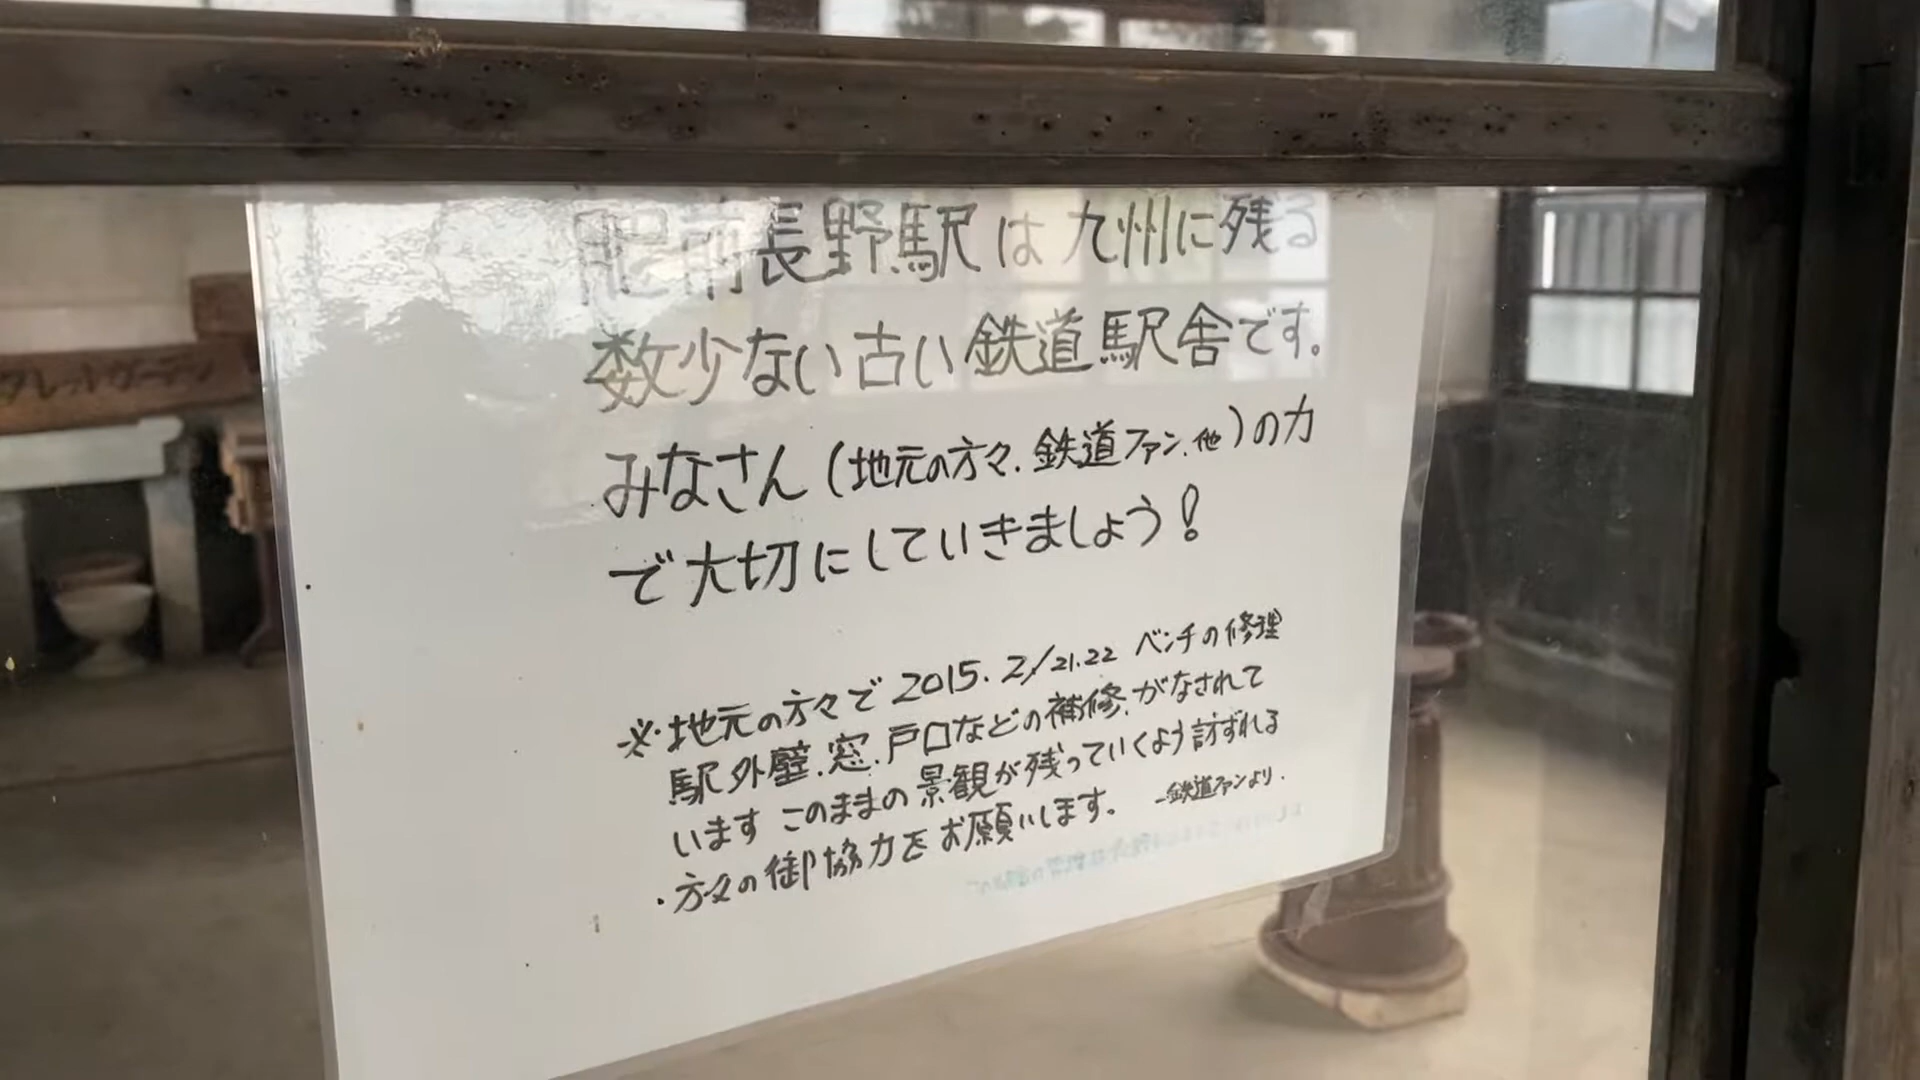 肥前長野駅は九州に残る
数少ない古い鉄道駅舎です。
みなさん(地元の方々.鉄道ファン.他)の力
で大切にしていきましょう!
※・地元の方々で2015.2/21.22 ベンチの修理
駅外壁.窓.戸口などの補修.がなされて
います このままの景観が残っていくよう訪ずれる
・方々の御協力をお願いします。 -鉄道ファンより.